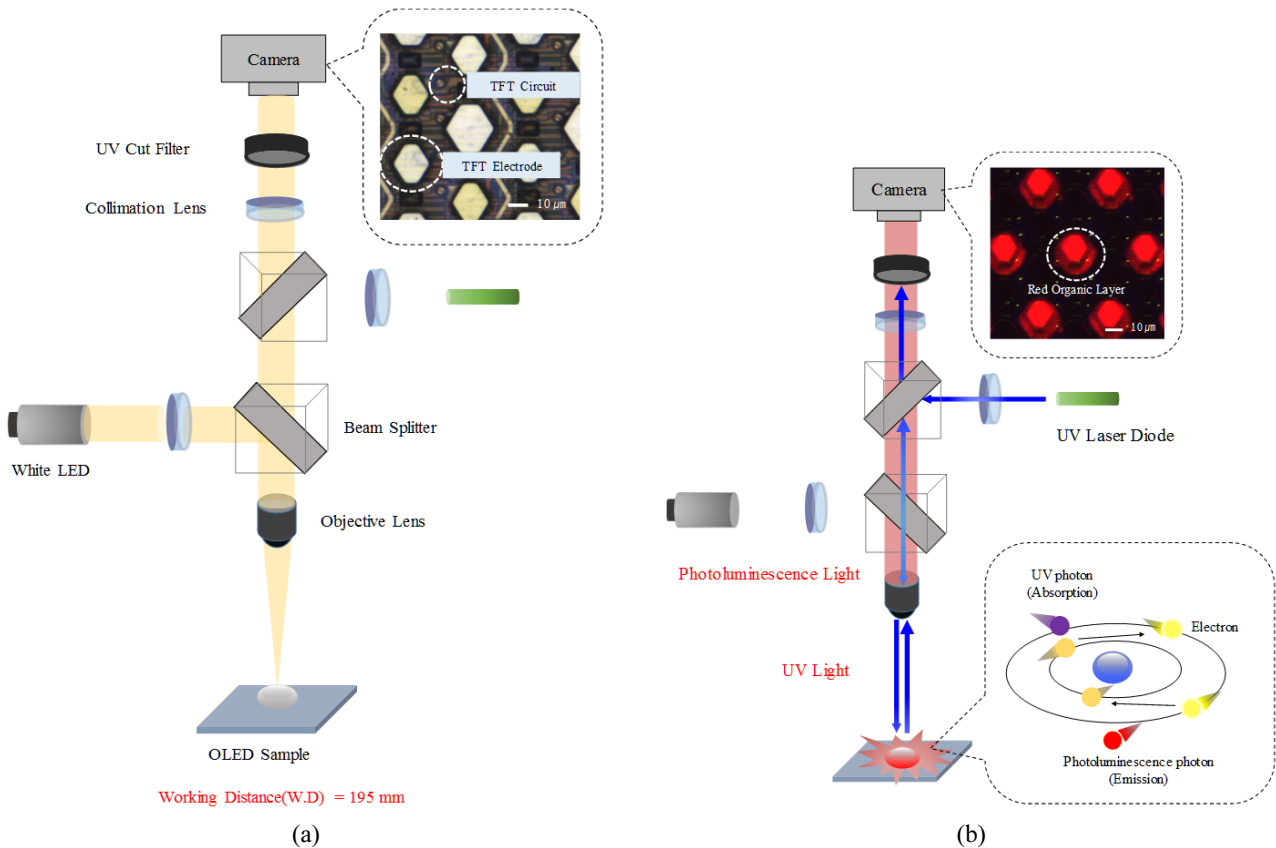 Camera
TFT Circuit
UV Cut Filter
TFT Electrode
Collimation Lens
10 μm
Beam Splitter
White LED
Objective Lens
OLED Sample
Working Distance(W.D) = 195 mm
(a)
Camera
Red Organic Layer
10 μm
UV Laser Diode
Photoluminescence Light
UV photon
(Absorption)
Electron
UV Light
Photoluminescence photon
(Emission)
(b)